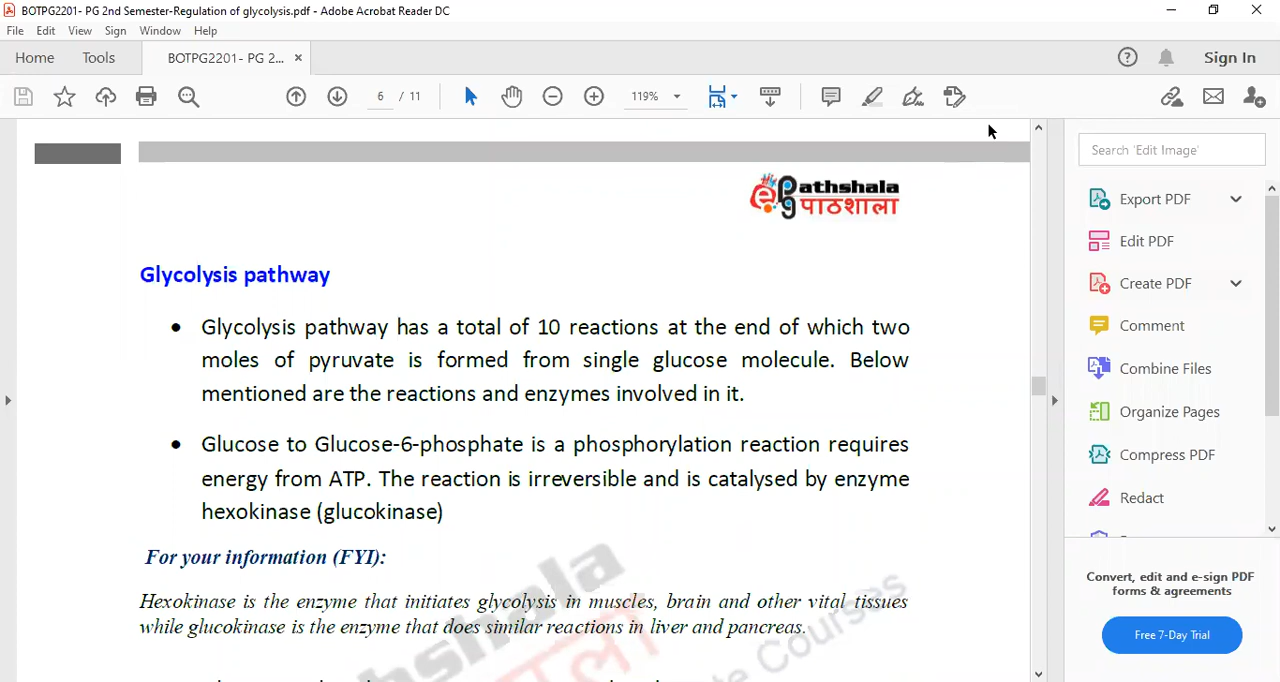 BOTPG2201- PG 2nd Semester-Regulation of glycolysis.pdf - Adobe Acrobat Reader DC
File Edit View Sign Window Help
Home Tools BOTPG2201- PG 2... × Sign In
6 / 11 119%
Search 'Edit Image'
Export PDF
Edit PDF
Create PDF
Comment
Combine Files
Organize Pages
Compress PDF
Redact
Convert, edit and e-sign PDF
forms & agreements
Free 7-Day Trial
athshala
पाठशाला
Glycolysis pathway
• Glycolysis pathway has a total of 10 reactions at the end of which two
moles of pyruvate is formed from single glucose molecule. Below
mentioned are the reactions and enzymes involved in it.
• Glucose to Glucose-6-phosphate is a phosphorylation reaction requires
energy from ATP. The reaction is irreversible and is catalysed by enzyme
hexokinase (glucokinase)
For your information (FYI):
Hexokinase is the enzyme that initiates glycolysis in muscles, brain and other vital tissues
while glucokinase is the enzyme that does similar reactions in liver and pancreas.
Courses